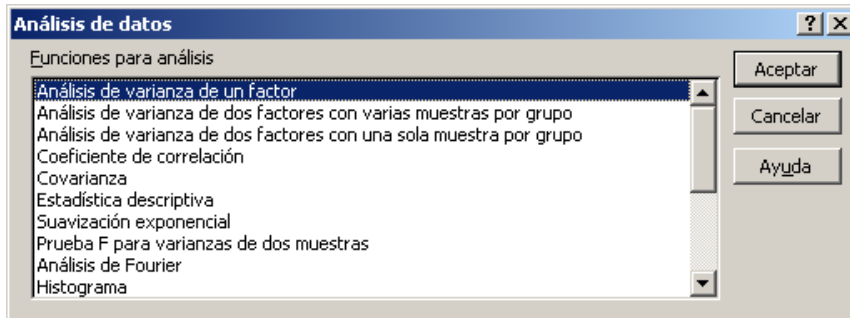 Análisis de datos
Funciones para análisis
Análisis de varianza de un factor
Análisis de varianza de dos factores con varias muestras por grupo
Análisis de varianza de dos factores con una sola muestra por grupo
Coeficiente de correlación
Covarianza
Estadística descriptiva
Suavización exponencial
Prueba F para varianzas de dos muestras
Análisis de Fourier
Histograma
Aceptar
Cancelar
Ayuda